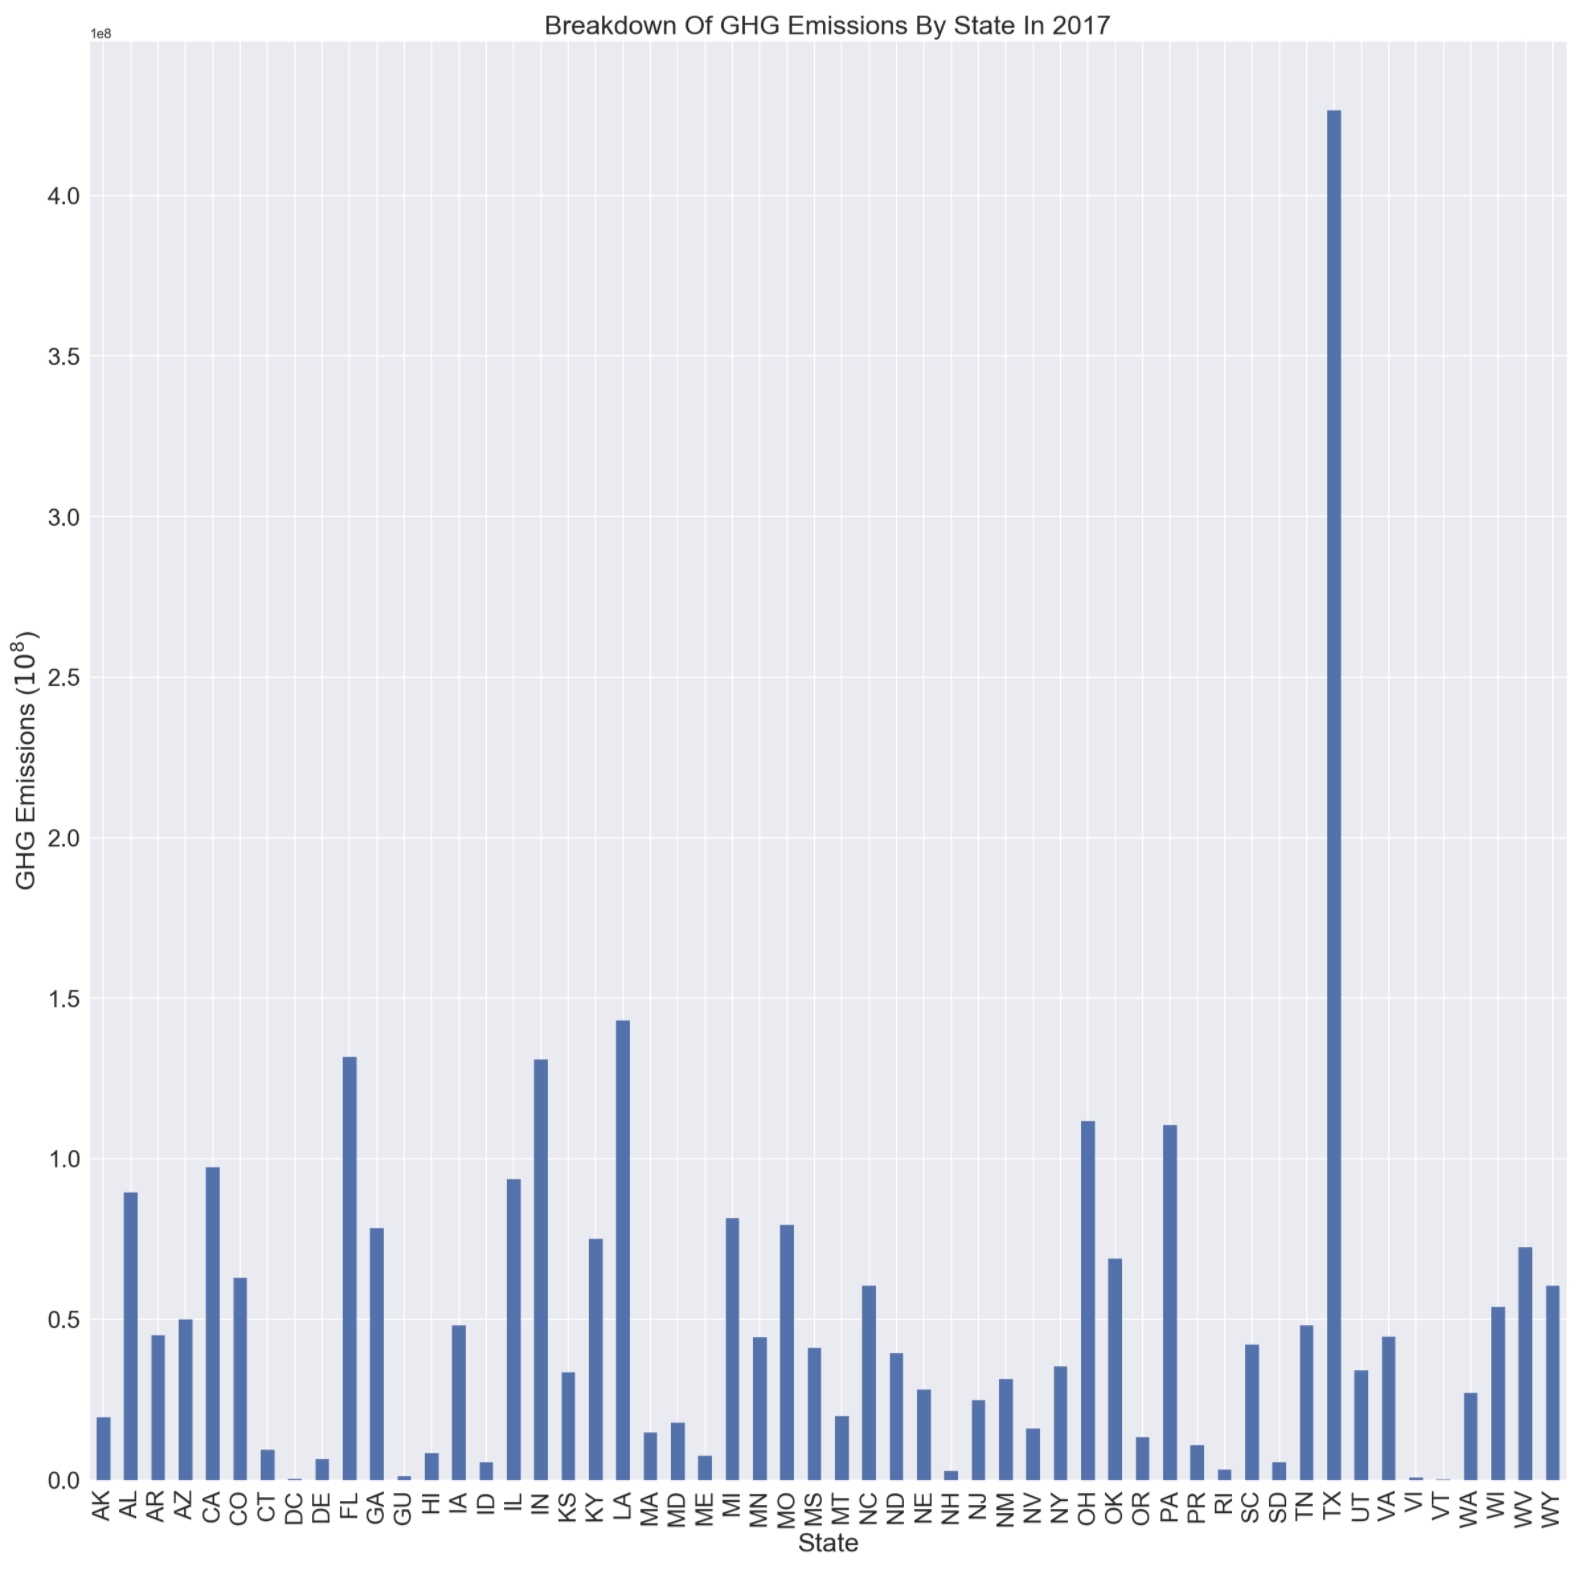 Breakdown Of GHG Emissions By State In 2017
1e8
4.0
3.5
3.0
2.5
2.0
1.5
1.0
0.5
0.0
GHG Emissions (10⁸)
AK AL AR AZ CA CO CT DC DE FL GA GU HI IA ID IL IN KS KY LA MA MD ME MI MN MO MS MT NC ND NE NH NJ NM NV NY OH OK OR PA PR RI SC SD TN TX UT VA VI VT WA WI WV WY
State